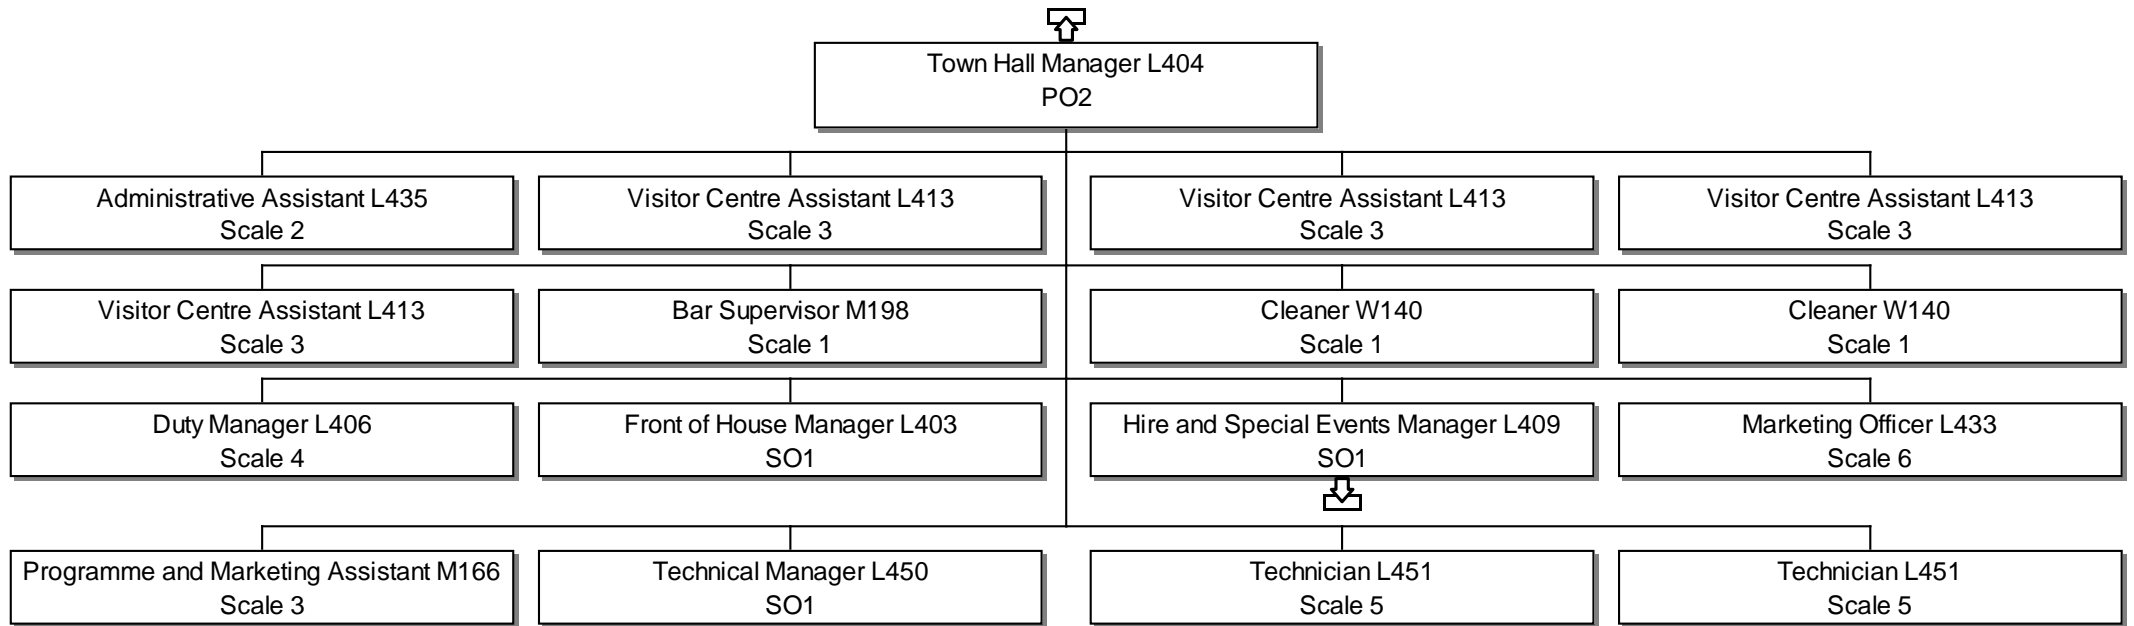 Town Hall Manager L404
PO2
Administrative Assistant L435
Scale 2
Visitor Centre Assistant L413
Scale 3
Visitor Centre Assistant L413
Scale 3
Visitor Centre Assistant L413
Scale 3
Visitor Centre Assistant L413
Scale 3
Bar Supervisor M198
Scale 1
Cleaner W140
Scale 1
Cleaner W140
Scale 1
Duty Manager L406
Scale 4
Front of House Manager L403
SO1
Hire and Special Events Manager L409
SO1
Marketing Officer L433
Scale 6
Programme and Marketing Assistant M166
Scale 3
Technical Manager L450
SO1
Technician L451
Scale 5
Technician L451
Scale 5